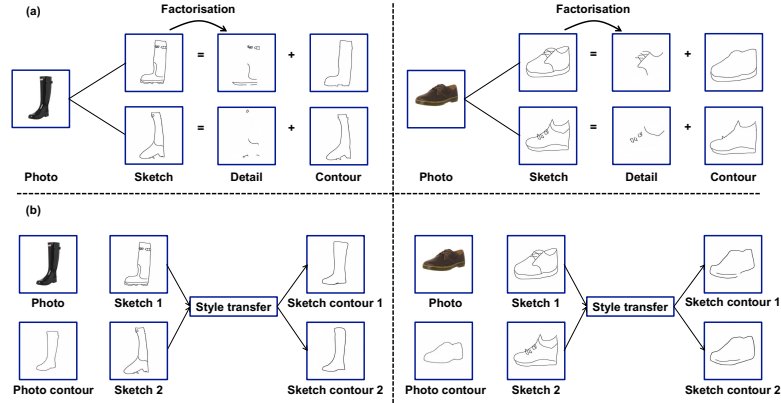 (a)
Factorisation
=
+
=
+
Photo
Sketch
Detail
Contour
Factorisation
=
+
=
+
Photo
Sketch
Detail
Contour
(b)
Photo
Sketch 1
Style transfer
Sketch contour 1
Photo contour
Sketch 2
Sketch contour 2
Photo
Sketch 1
Style transfer
Sketch contour 1
Photo contour
Sketch 2
Sketch contour 2